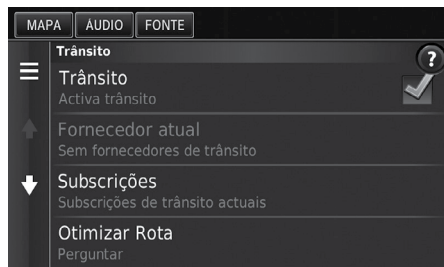 MAPA ÁUDIO FONTE
Trânsito
?
Trânsito
Activa trânsito
Fornecedor atual
Sem fornecedores de trânsito
Subscrições
Subscrições de trânsito actuais
Otimizar Rota
Perguntar